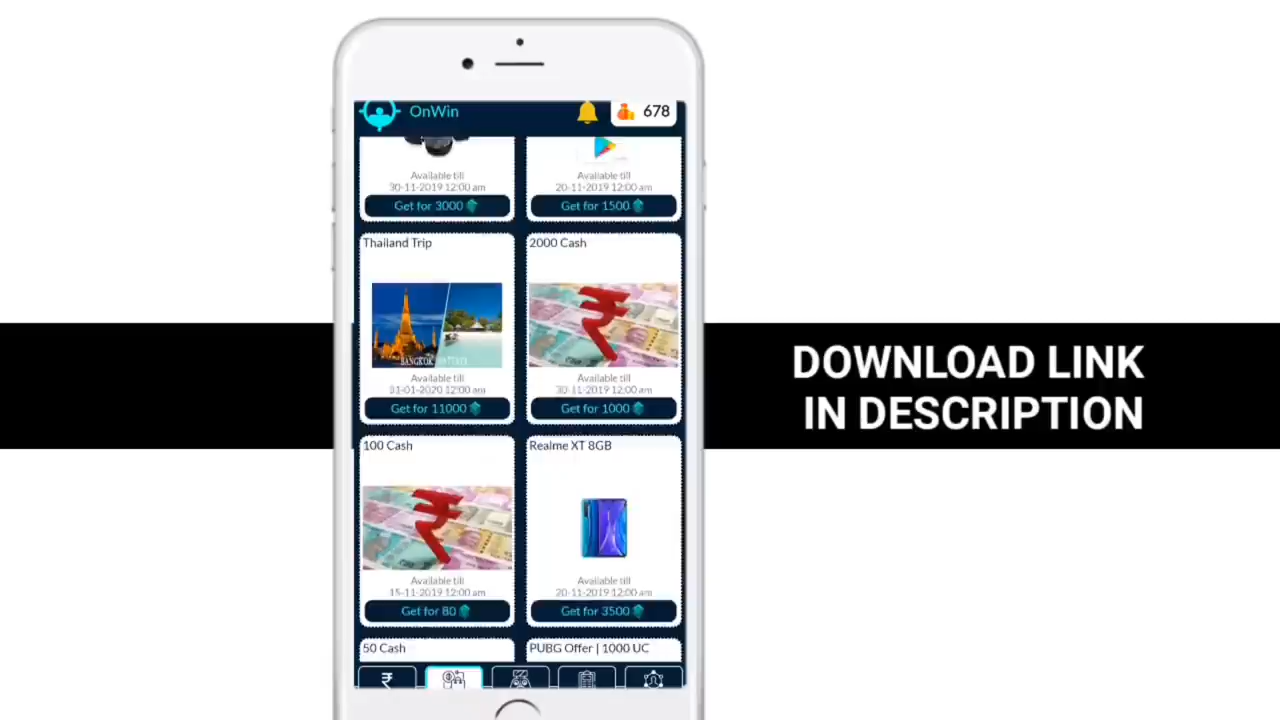 OnWin
678
Available till
30-11-2019 12:00 am
Get for 3000
Available till
20-11-2019 12:00 am
Get for 1500
Thailand Trip
BANGKOK
Available till
31-01-2020 12:00 am
Get for 11000
2000 Cash
₹
Available till
30-11-2019 12:00 am
Get for 1000
100 Cash
₹
Available till
15-11-2019 12:00 am
Get for 80
Realme XT 8GB
Available till
20-11-2019 12:00 am
Get for 3500
50 Cash
PUBG Offer | 1000 UC
₹
DOWNLOAD LINK
IN DESCRIPTION